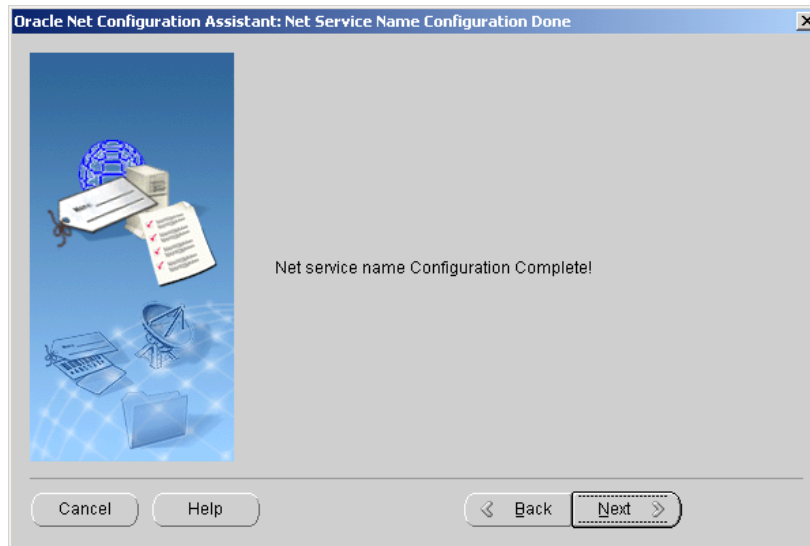 Oracle Net Configuration Assistant: Net Service Name Configuration Done
Net service name Configuration Complete!
Cancel
Help
Back
Next